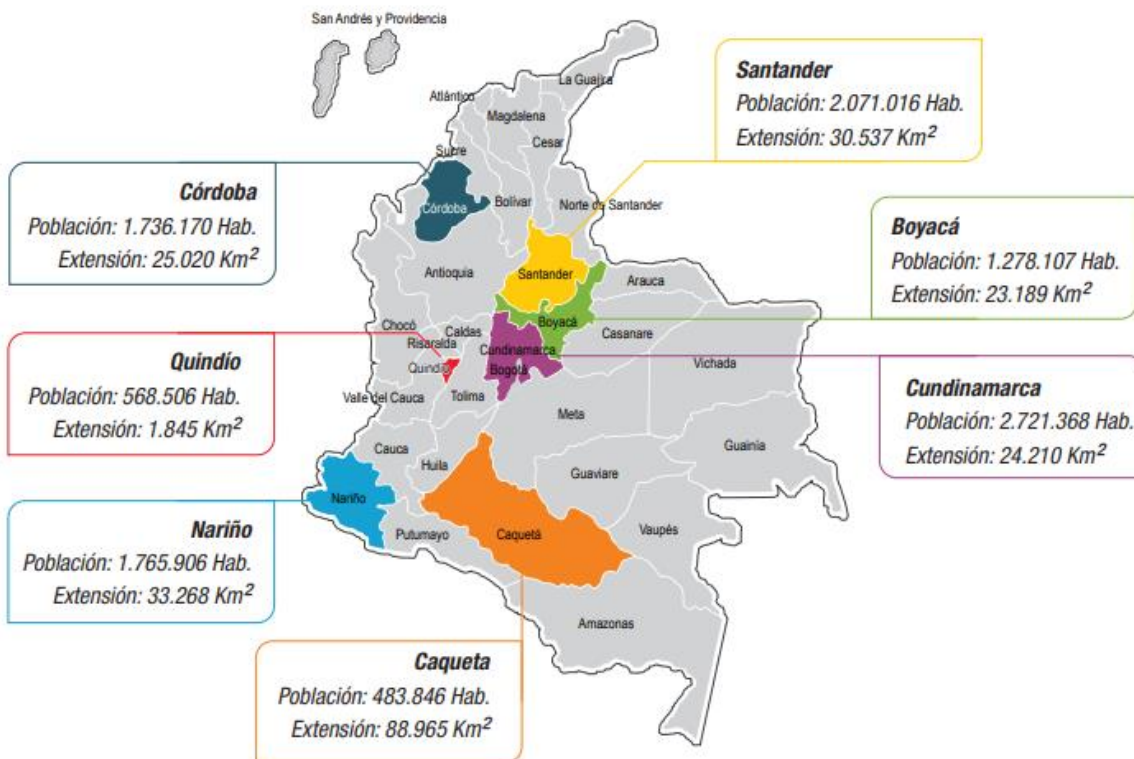 San Andrés y Providencia
La Guajira
Atlántico
Magdalena
Cesar
Sucre
Córdoba
Bolívar
Norte de Santander
Antioquia
Santander
Arauca
Boyacá
Chocó
Caldas
Casanare
Risaralda
Cundinamarca
Quindío
Bogotá
Vichada
Valle del Cauca
Tolima
Meta
Cauca
Guainía
Huila
Guaviare
Nariño
Putumayo
Caquetá
Vaupés
Amazonas
Santander
Población: 2.071.016 Hab.
Extensión: 30.537 Km²
Córdoba
Población: 1.736.170 Hab.
Extensión: 25.020 Km²
Boyacá
Población: 1.278.107 Hab.
Extensión: 23.189 Km²
Quindío
Población: 568.506 Hab.
Extensión: 1.845 Km²
Cundinamarca
Población: 2.721.368 Hab.
Extensión: 24.210 Km²
Nariño
Población: 1.765.906 Hab.
Extensión: 33.268 Km²
Caqueta
Población: 483.846 Hab.
Extensión: 88.965 Km²